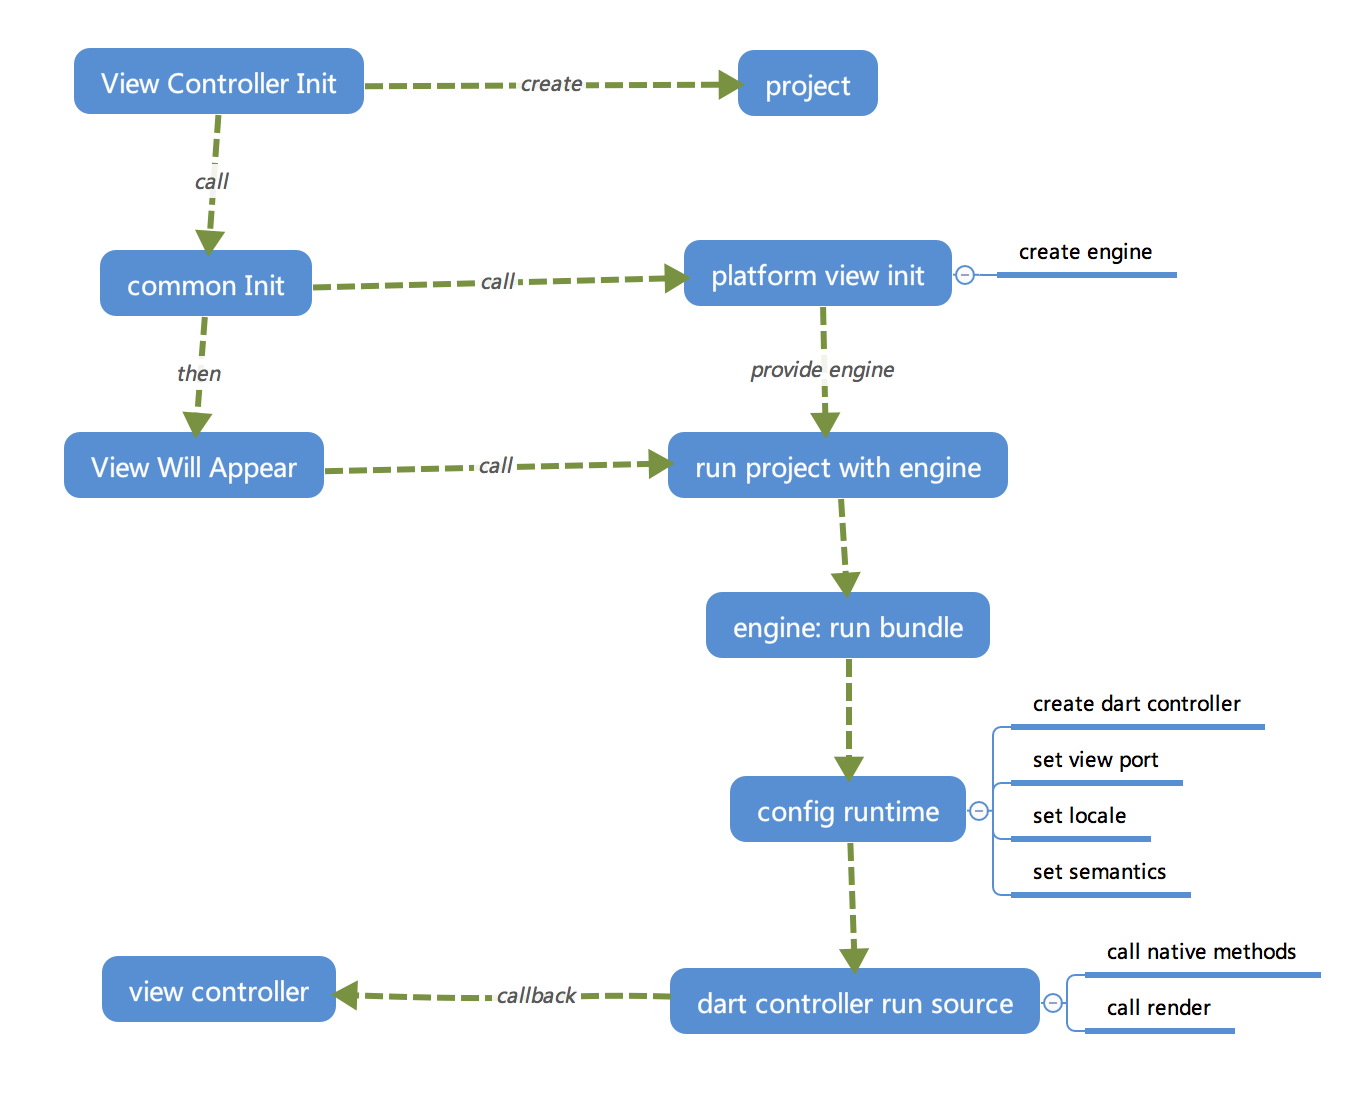 View Controller Init
create
project
call
common Init
call
platform view init
create engine
then
provide engine
View Will Appear
call
run project with engine
engine: run bundle
config runtime
create dart controller
set view port
set locale
set semantics
view controller
callback
dart controller run source
call native methods
call render